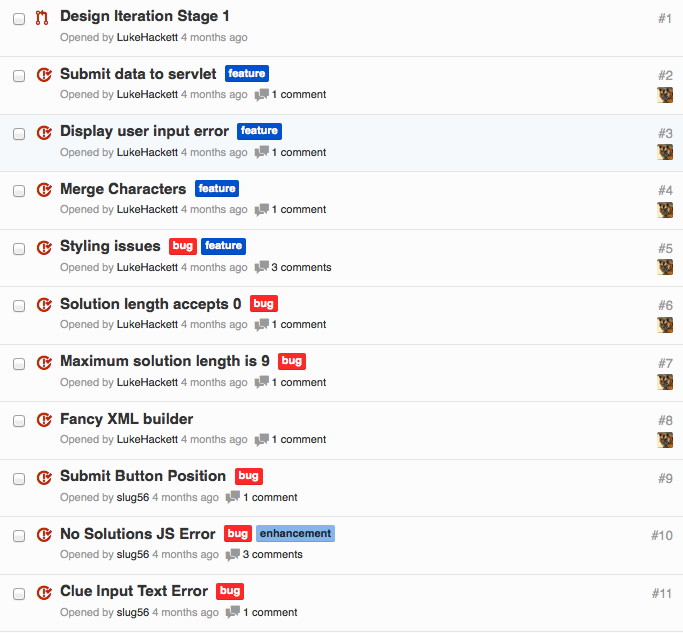 Design Iteration Stage 1 #1
Opened by LukeHackett 4 months ago
Submit data to servlet feature #2
Opened by LukeHackett 4 months ago 1 comment
Display user input error feature #3
Opened by LukeHackett 4 months ago 1 comment
Merge Characters feature #4
Opened by LukeHackett 4 months ago 1 comment
Styling issues bug feature #5
Opened by LukeHackett 4 months ago 3 comments
Solution length accepts 0 bug #6
Opened by LukeHackett 4 months ago 1 comment
Maximum solution length is 9 bug #7
Opened by LukeHackett 4 months ago 1 comment
Fancy XML builder #8
Opened by LukeHackett 4 months ago 1 comment
Submit Button Position bug #9
Opened by slug56 4 months ago 1 comment
No Solutions JS Error bug enhancement #10
Opened by slug56 4 months ago 3 comments
Clue Input Text Error bug #11
Opened by slug56 4 months ago 1 comment